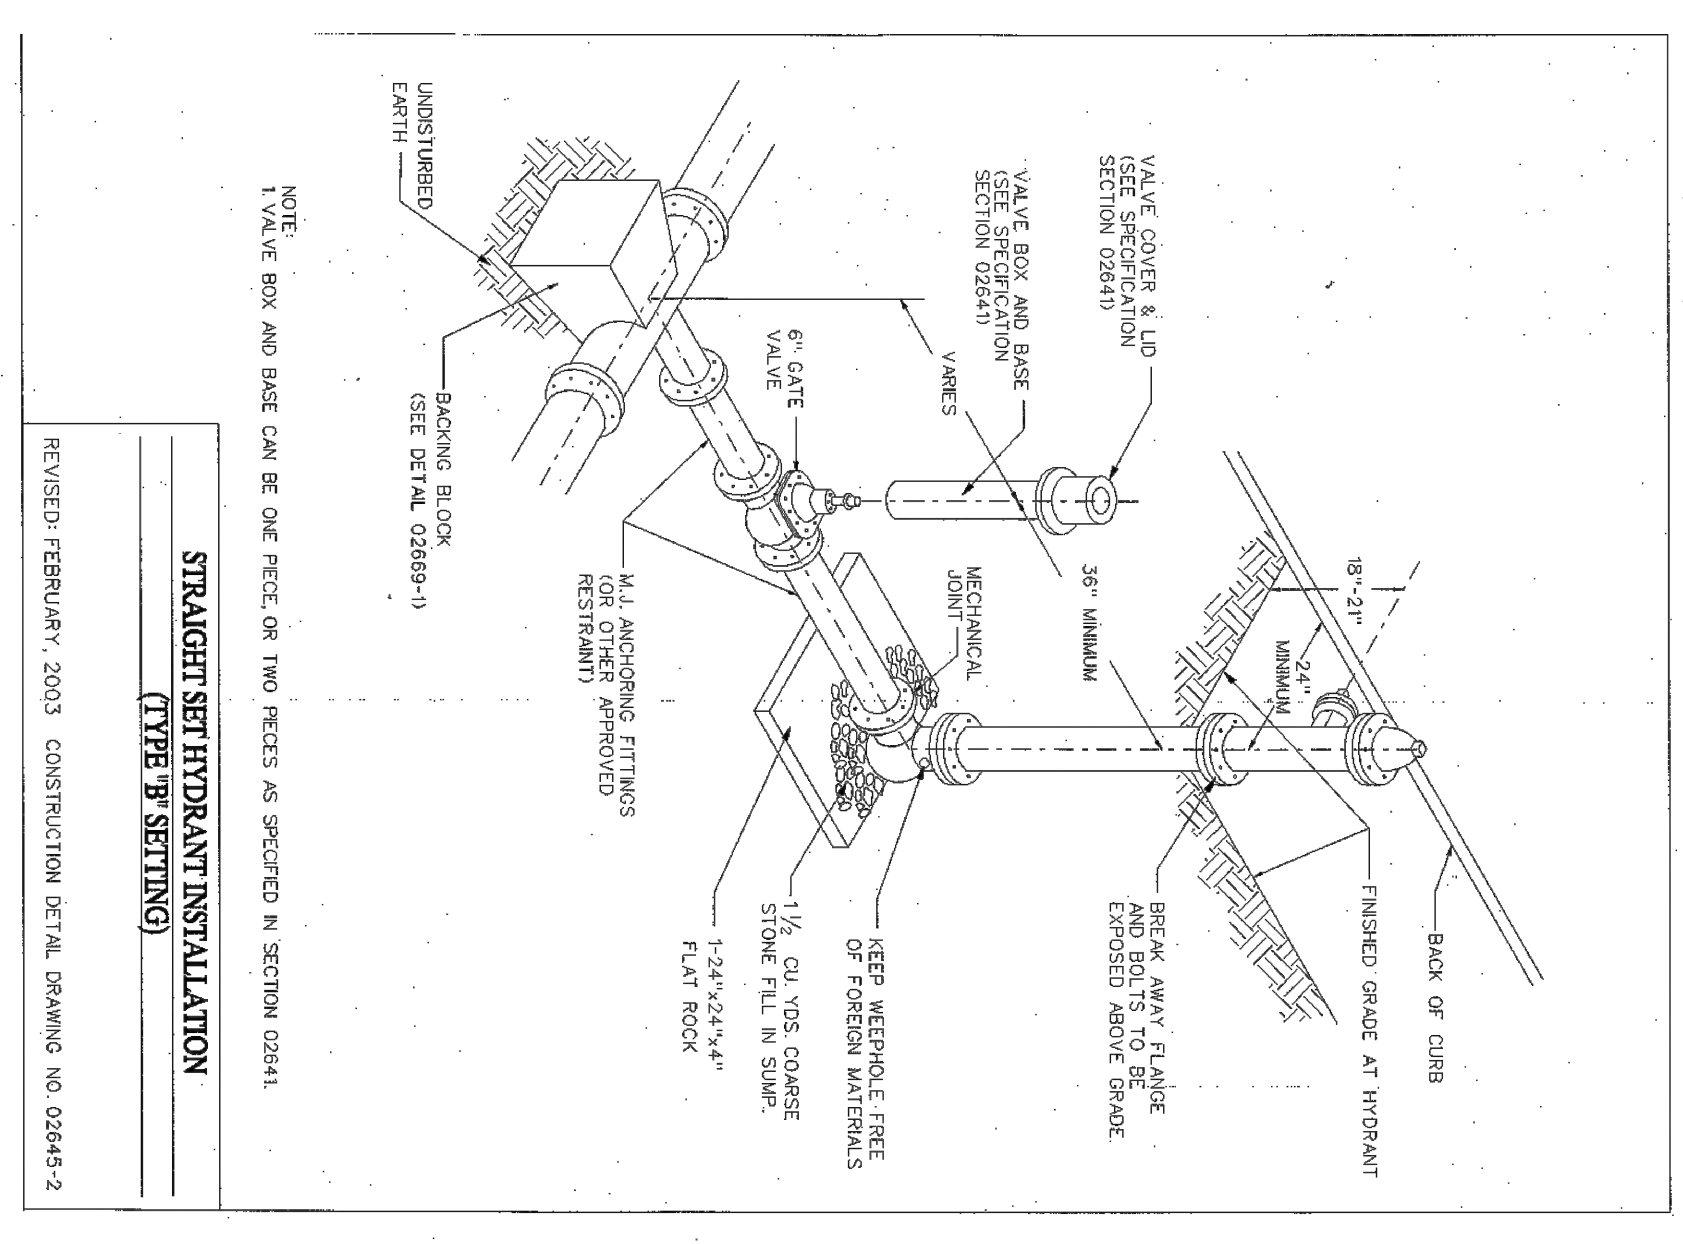 VALVE COVER & LID
(SEE SPECIFICATION
SECTION 02641)
VALVE BOX AND BASE
(SEE SPECIFICATION
SECTION 02641)
VARIES
6" GATE
VALVE
UNDISTURBED
EARTH
BACKING BLOCK
(SEE DETAIL 02669-1)
18"-21"
24"
MINIMUM
36" MINIMUM
MECHANICAL
JOINT
M.J. ANCHORING FITTINGS
(OR OTHER APPROVED
RESTRAINT)
BACK OF CURB
FINISHED GRADE AT HYDRANT
BREAK AWAY FLANGE
AND BOLTS TO BE
EXPOSED ABOVE GRADE.
KEEP WEEPHOLE FREE
OF FOREIGN MATERIALS
1 1/2 CU. YDS. COARSE
STONE FILL IN SUMP.
1-24"x24"x4"
FLAT ROCK
NOTE:
1. VALVE BOX AND BASE CAN BE ONE PIECE, OR TWO PIECES AS SPECIFIED IN SECTION 02641.
STRAIGHT SET HYDRANT INSTALLATION
(TYPE "B" SETTING)
REVISED: FEBRUARY, 2003 CONSTRUCTION DETAIL DRAWING NO. 02645-2